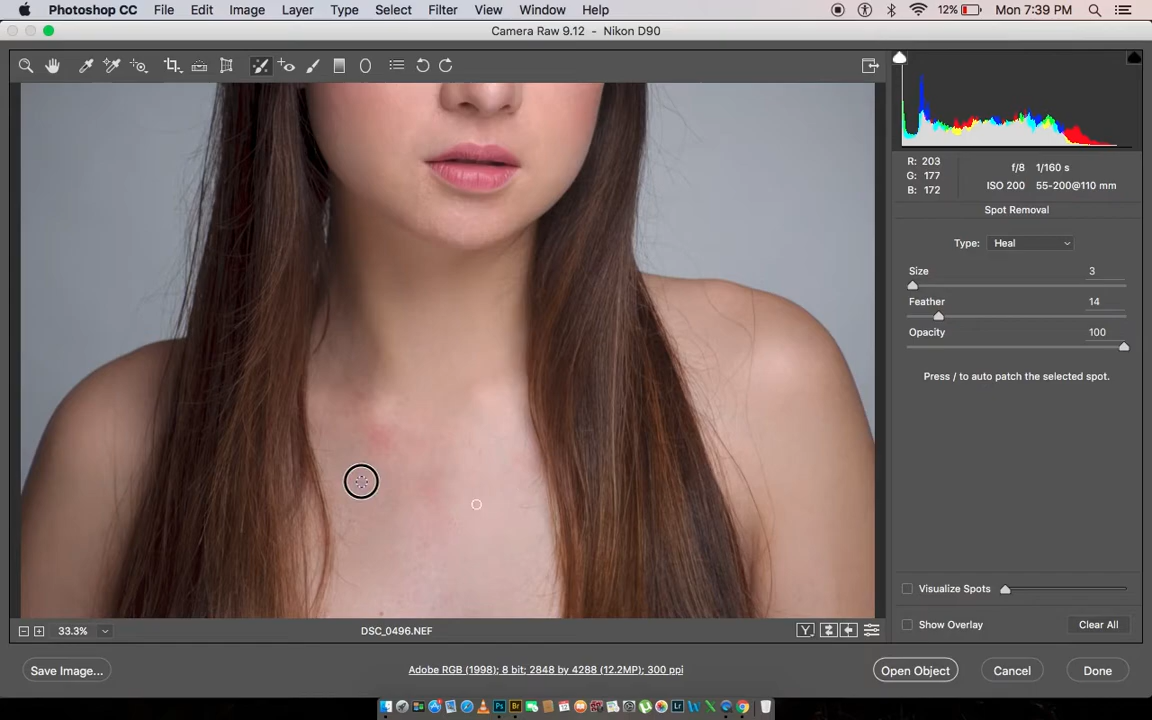 Photoshop CC File Edit Image Layer Type Select Filter View Window Help 12% Mon 7:39 PM
Camera Raw 9.12 - Nikon D90
R: 203
G: 177
B: 172
f/8 1/160 s
ISO 200 55-200@110 mm
Spot Removal
Type: Heal
Size 3
Feather 14
Opacity 100
Press / to auto patch the selected spot.
Visualize Spots
Show Overlay Clear All
33.3% DSC_0496.NEF Y
Save Image... Adobe RGB (1998); 8 bit; 2848 by 4288 (12.2MP); 300 ppi Open Object Cancel Done
Ps Br 17 Lr X